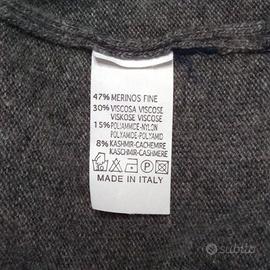 47% MERINOS FINE
30% VISCOSA VISCOSE
VISKOSE VISCOSE
15% POLIAMMIDE-NYLON
POLYAMIDE-POLYAMID
8% KASHMIR-CACHEMIRE
KASCHMIR-CASHMERE
MADE IN ITALY
subito